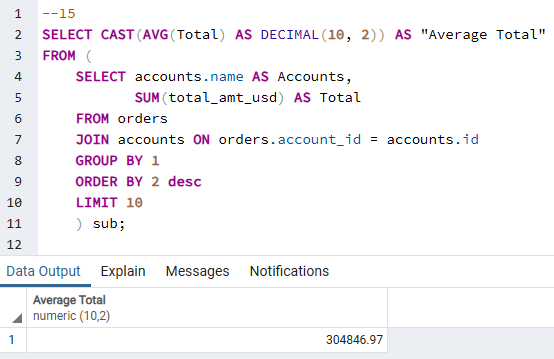 1 --15
2 SELECT CAST(AVG(Total) AS DECIMAL(10, 2)) AS "Average Total"
3 FROM (
4 SELECT accounts.name AS Accounts,
5 SUM(total_amt_usd) AS Total
6 FROM orders
7 JOIN accounts ON orders.account_id = accounts.id
8 GROUP BY 1
9 ORDER BY 2 desc
10 LIMIT 10
11 ) sub;
12
Data Output Explain Messages Notifications
Average Total
numeric (10,2)
1 304846.97